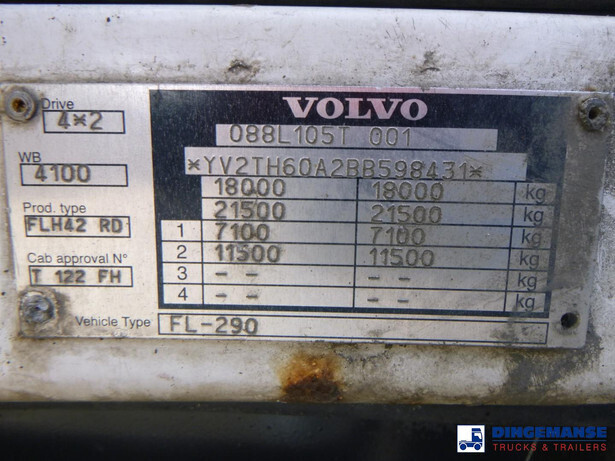 Drive
4*2
WB
4100
Prod. type
FLH42 RD
Cab approval N°
T 122 FH
VOLVO
088L105T 001
*YV2TH60A2BB598431*
18000 18000 kg
21500 21500 kg
1 7100 7100 kg
2 11500 11500 kg
3 - - - - kg
4 - - - - kg
Vehicle Type FL-290
DINGEMANSE
TRUCKS & TRAILERS